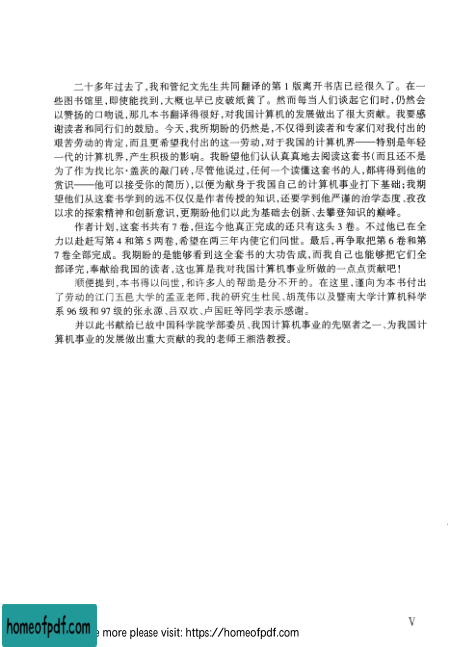 二十多年过去了,我和管纪文先生共同翻译的第1版离开书店已经很久了。在一
些图书馆里,即使能找到,大概也早已皮破纸黄了。然而每当人们谈起它们时,仍然会
以赞扬的口吻说,那几本书翻译得很好,对我国计算机的发展做出了很大贡献。我要感
谢读者和同行们的鼓励。今天,我所期盼的仍然是,不仅得到读者和专家们对我付出的
艰苦劳动的肯定,而且更希望我付出的这一劳动,对于我国的计算机界——特别是年轻
一代的计算机界,产生积极的影响。我盼望他们认认真真地去阅读这套书(而且还不是
为了作为找比尔·盖茨的敲门砖,尽管他说过,任何一个读懂这套书的人,都将得到他的
赏识——他可以接受你的简历),以便为献身于我国自己的计算机事业打下基础;我期
望他们从这套书学到的远不仅仅是作者传授的知识,还要学到他严谨的治学态度、孜孜
以求的探索精神和创新意识,更期盼他们以此为基础去创新、去攀登知识的巅峰。
作者计划,这套书共有7卷,但迄今他真正完成的还只有这头3卷。不过他已在全
力以赴赶写第4和第5两卷,希望在两三年内使它们问世。最后,再争取把第6卷和第
7卷全部完成。我期盼的是能够看到这全套书的大功告成,而我自己也能够把它们全
部译完,奉献给我国的读者,这也算是我对我国计算机事业所做的一点点贡献吧!
顺便提到,本书得以问世,和许多人的帮助是分不开的。在这里,谨向为本书付出
了劳动的江门五邑大学的孟亚老师,我的研究生杜民、胡茂伟以及暨南大学计算机科学
系96级和97级的张永源、吕双欢、卢国旺等同学表示感谢。
并以此书献给已故中国科学院学部委员、我国计算机事业的先驱者之一、为我国计
算机事业的发展做出重大贡献的我的老师王湘浩教授。
V
homeofpdf.com
e more please visit: https://homeofpdf.com